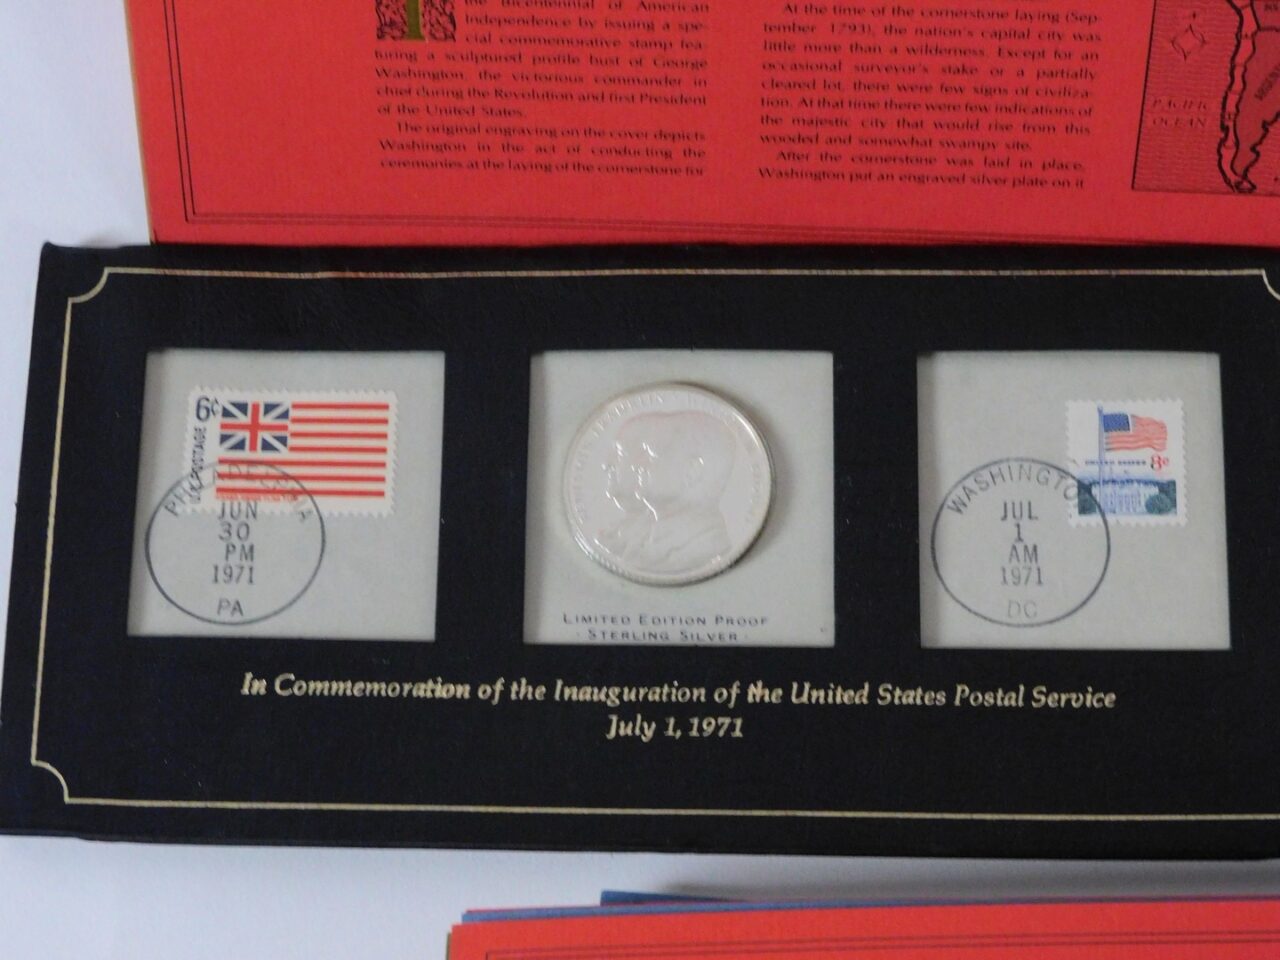 the Bicentennial of American
Independence by issuing a spe-
cial commemorative stamp fea-
turing a sculptured profile bust of George
Washington, the victorious commander in
chief during the Revolution and first President
of the United States.
The original engraving on the cover depicts
Washington in the act of conducting the
ceremonies at the laying of the cornerstone for
At the time of the cornerstone laying (Sep-
tember 1793), the nation's capital city was
little more than a wilderness. Except for an
occasional surveyor's stake or a partially
cleared lot, there were few signs of civiliza-
tion. At that time there were few indications of
the majestic city that would rise from this
wooded and somewhat swampy site.
After the cornerstone was laid in place,
Washington put an engraved silver plate on it
PACIFIC
OCEAN
6¢
U.S. POSTAGE
PHILADELPHIA
JUN
30
PM
1971
PA
LIMITED EDITION PROOF
· STERLING SILVER ·
UNITED STATES 8c
WASHINGTON
JUL
1
AM
1971
DC
In Commemoration of the Inauguration of the United States Postal Service
July 1, 1971